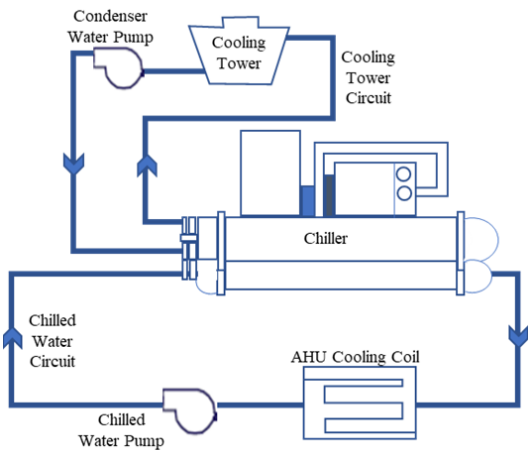 Condenser
Water Pump
Cooling
Tower
Cooling
Tower
Circuit
Chiller
Chilled
Water
Circuit
AHU Cooling Coil
Chilled
Water Pump